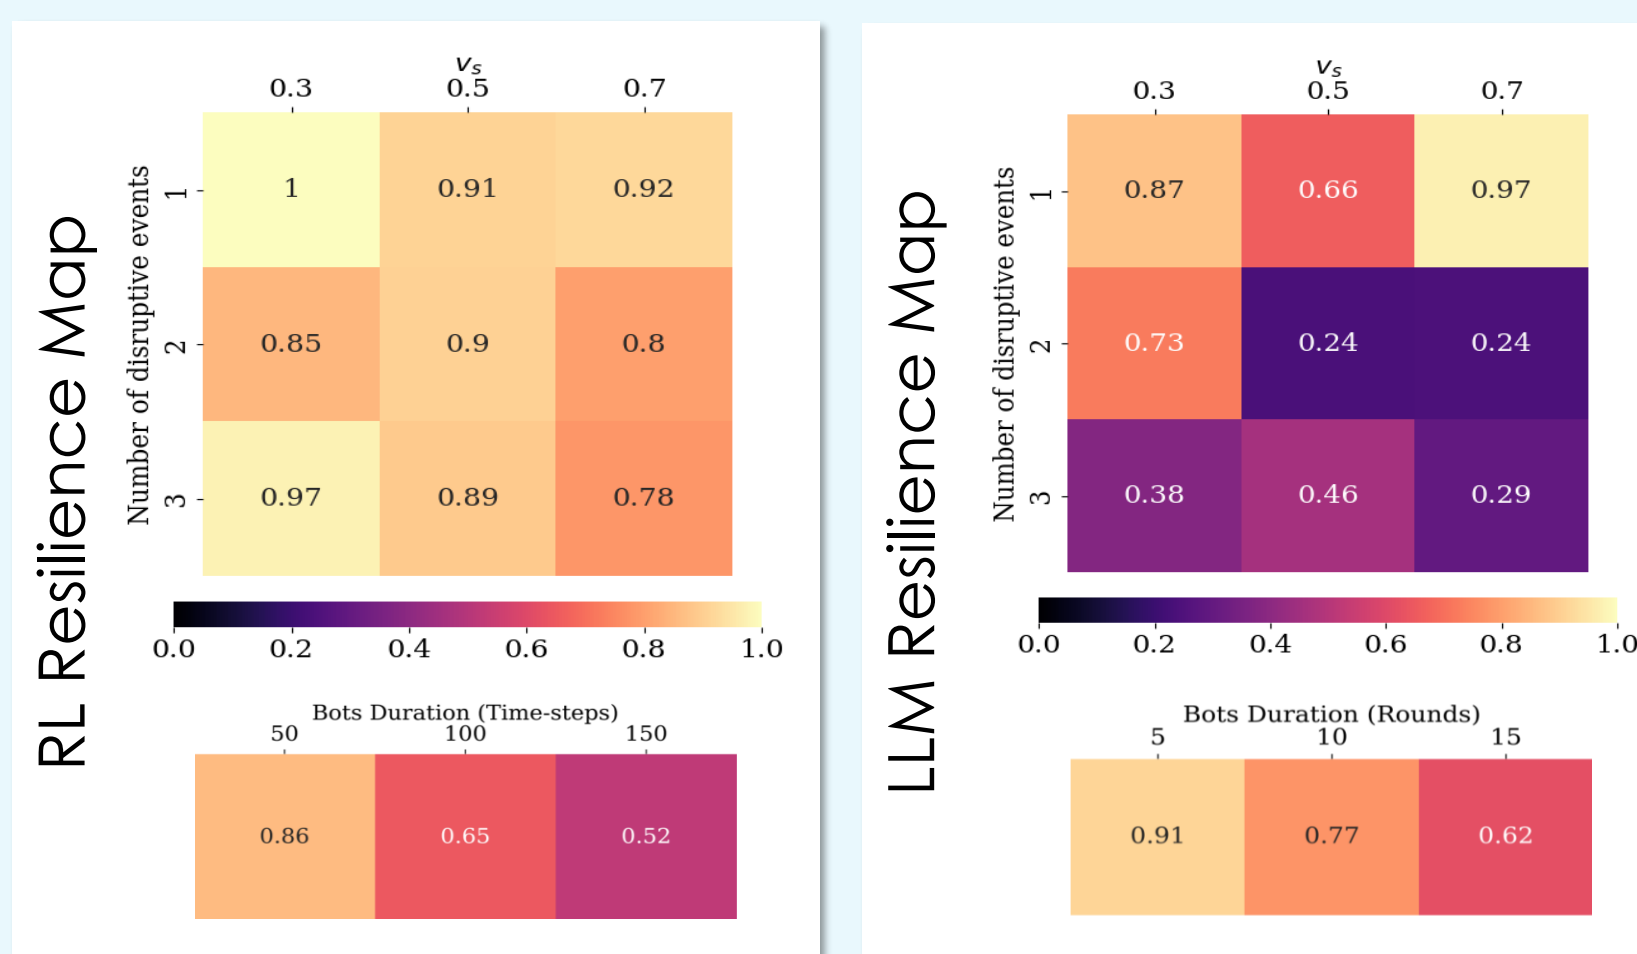 RL Resilience Map
v_s
0.3 0.5 0.7
Number of disruptive events
1 1 0.91 0.92
2 0.85 0.9 0.8
3 0.97 0.89 0.78
0.0 0.2 0.4 0.6 0.8 1.0
Bots Duration (Time-steps)
50 100 150
0.86 0.65 0.52
LLM Resilience Map
v_s
0.3 0.5 0.7
Number of disruptive events
1 0.87 0.66 0.97
2 0.73 0.24 0.24
3 0.38 0.46 0.29
0.0 0.2 0.4 0.6 0.8 1.0
Bots Duration (Rounds)
5 10 15
0.91 0.77 0.62